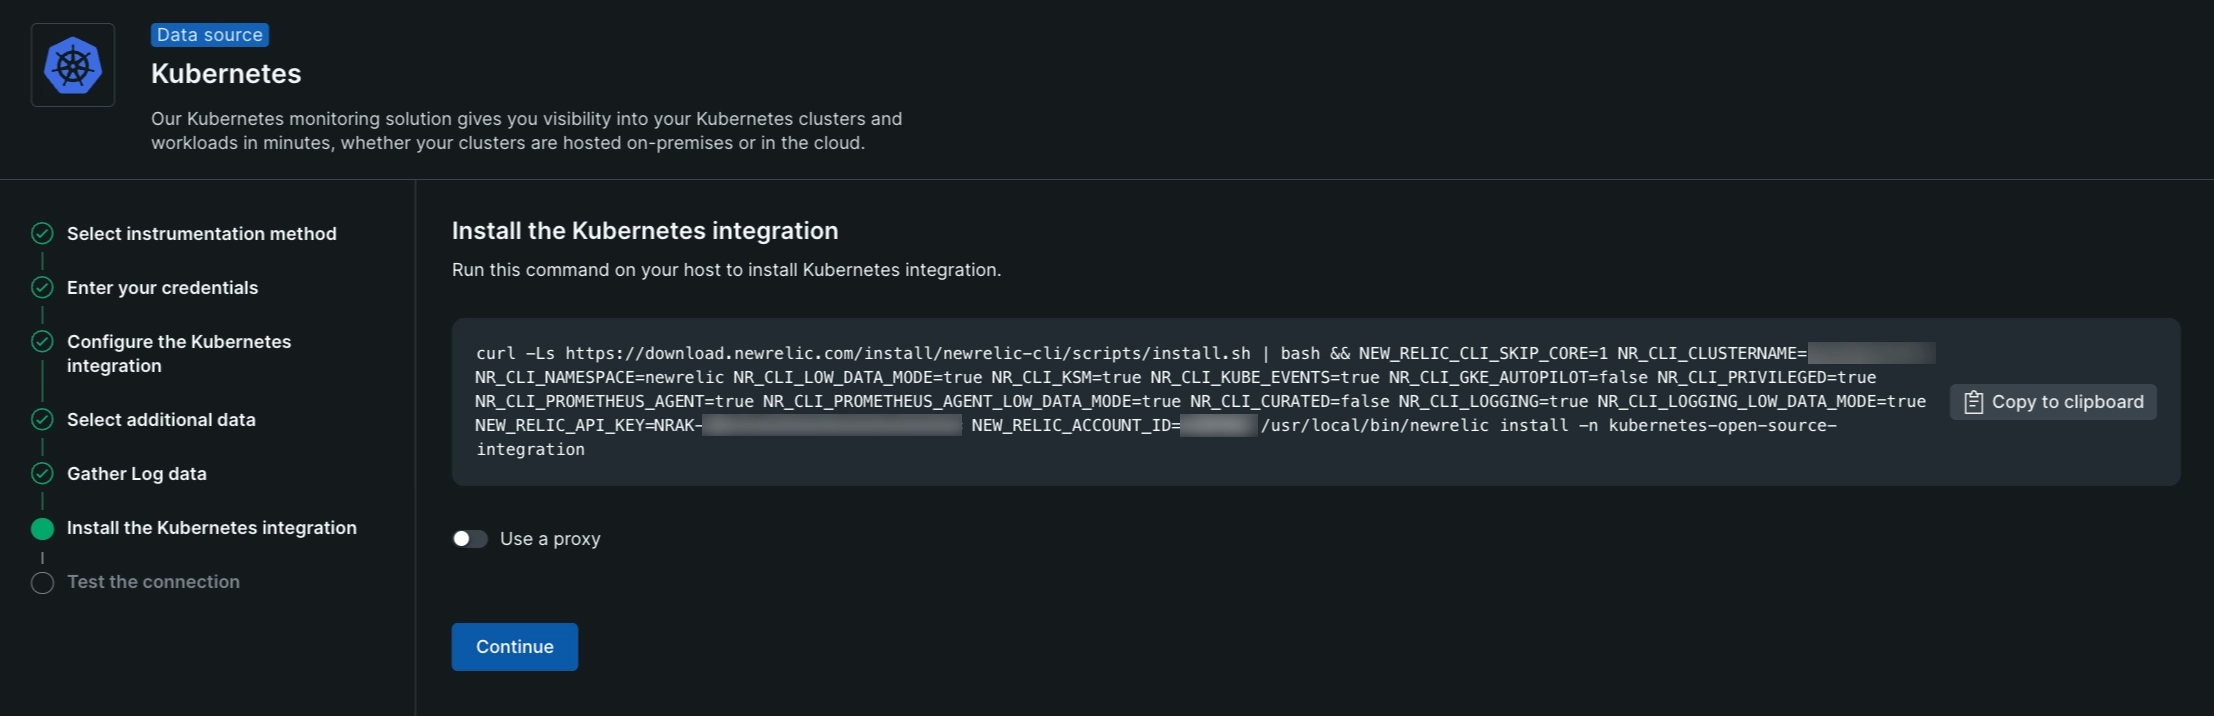 Data source
Kubernetes
Our Kubernetes monitoring solution gives you visibility into your Kubernetes clusters and
workloads in minutes, whether your clusters are hosted on-premises or in the cloud.
Select instrumentation method
Enter your credentials
Configure the Kubernetes
integration
Select additional data
Gather Log data
Install the Kubernetes integration
Test the connection
Install the Kubernetes integration
Run this command on your host to install Kubernetes integration.
curl -Ls https://download.newrelic.com/install/newrelic-cli/scripts/install.sh | bash && NEW_RELIC_CLI_SKIP_CORE=1 NR_CLI_CLUSTERNAME=
NR_CLI_NAMESPACE=newrelic NR_CLI_LOW_DATA_MODE=true NR_CLI_KSM=true NR_CLI_KUBE_EVENTS=true NR_CLI_GKE_AUTOPILOT=false NR_CLI_PRIVILEGED=true
NR_CLI_PROMETHEUS_AGENT=true NR_CLI_PROMETHEUS_AGENT_LOW_DATA_MODE=true NR_CLI_CURATED=false NR_CLI_LOGGING=true NR_CLI_LOGGING_LOW_DATA_MODE=true
NEW_RELIC_API_KEY=NRAK- NEW_RELIC_ACCOUNT_ID= /usr/local/bin/newrelic install -n kubernetes-open-source-
integration
Copy to clipboard
Use a proxy
Continue